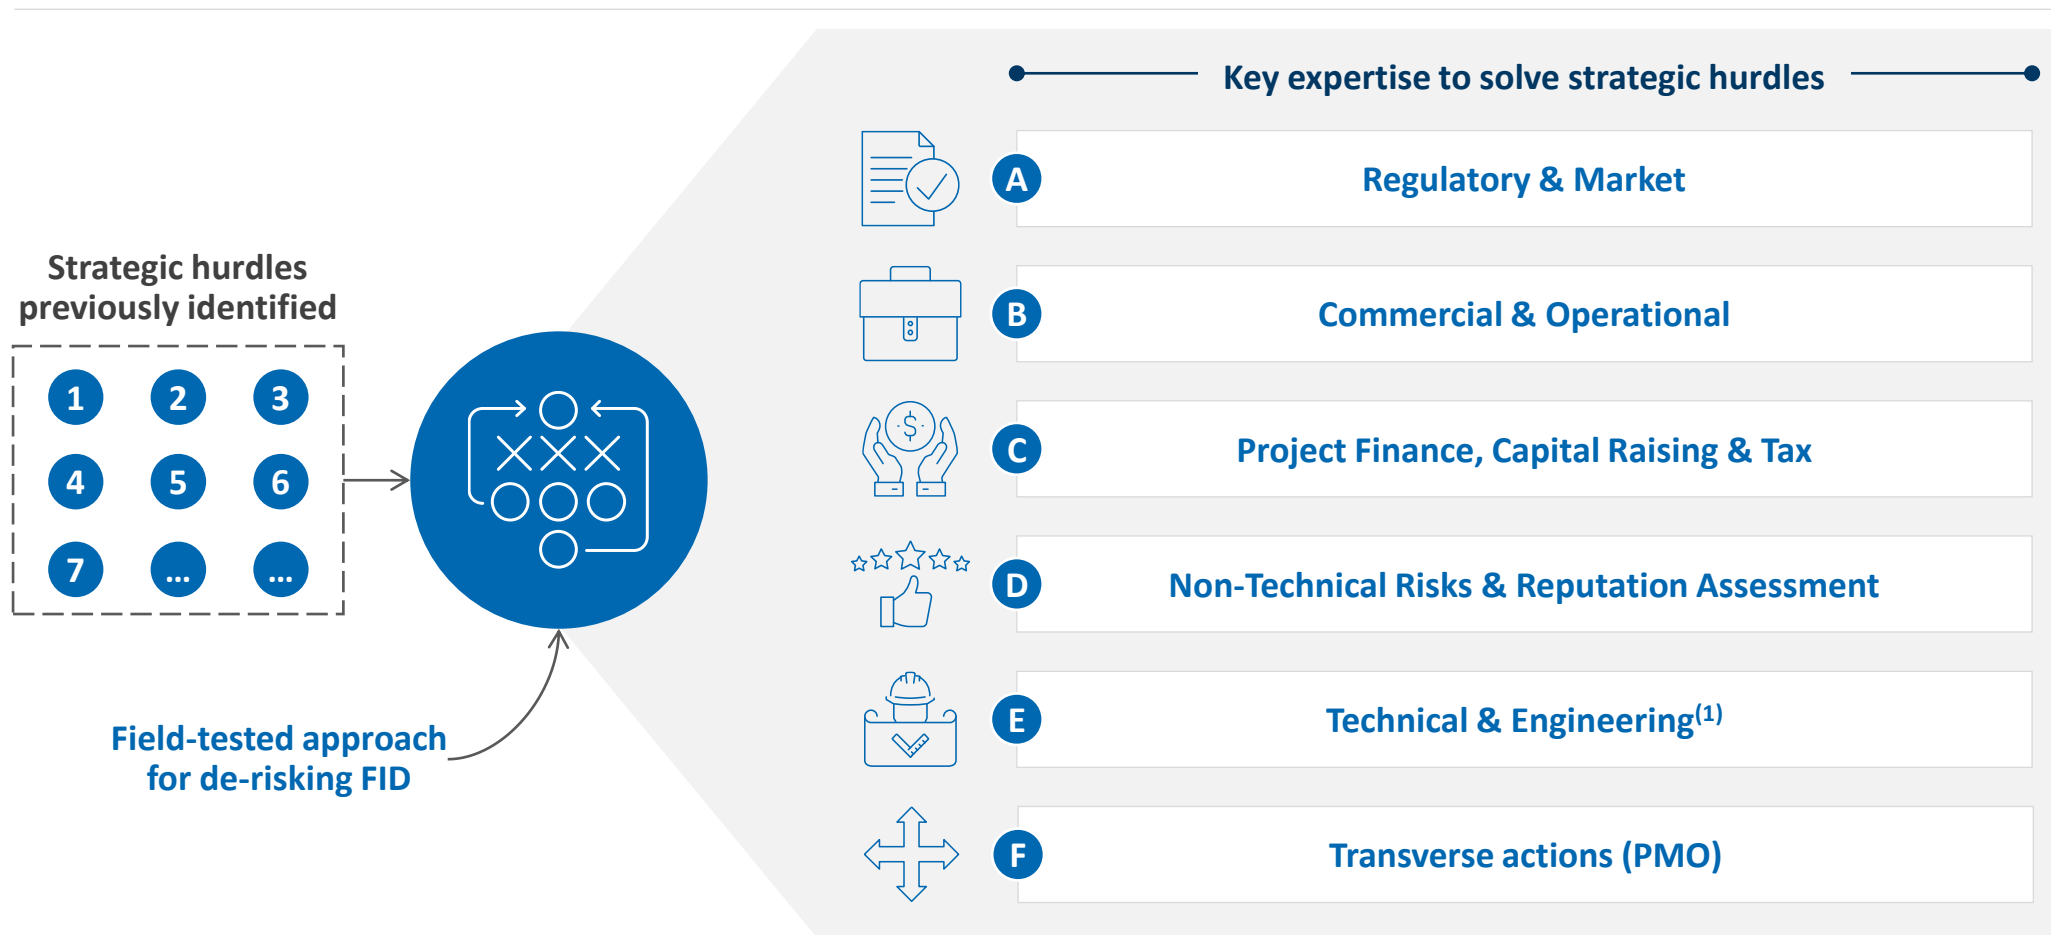 Key expertise to solve strategic hurdles
Strategic hurdles
previously identified
1 2 3
4 5 6
7 ... ...
Field-tested approach
for de-risking FID
A Regulatory & Market
B Commercial & Operational
$
C Project Finance, Capital Raising & Tax
D Non-Technical Risks & Reputation Assessment
E Technical & Engineering(1)
F Transverse actions (PMO)